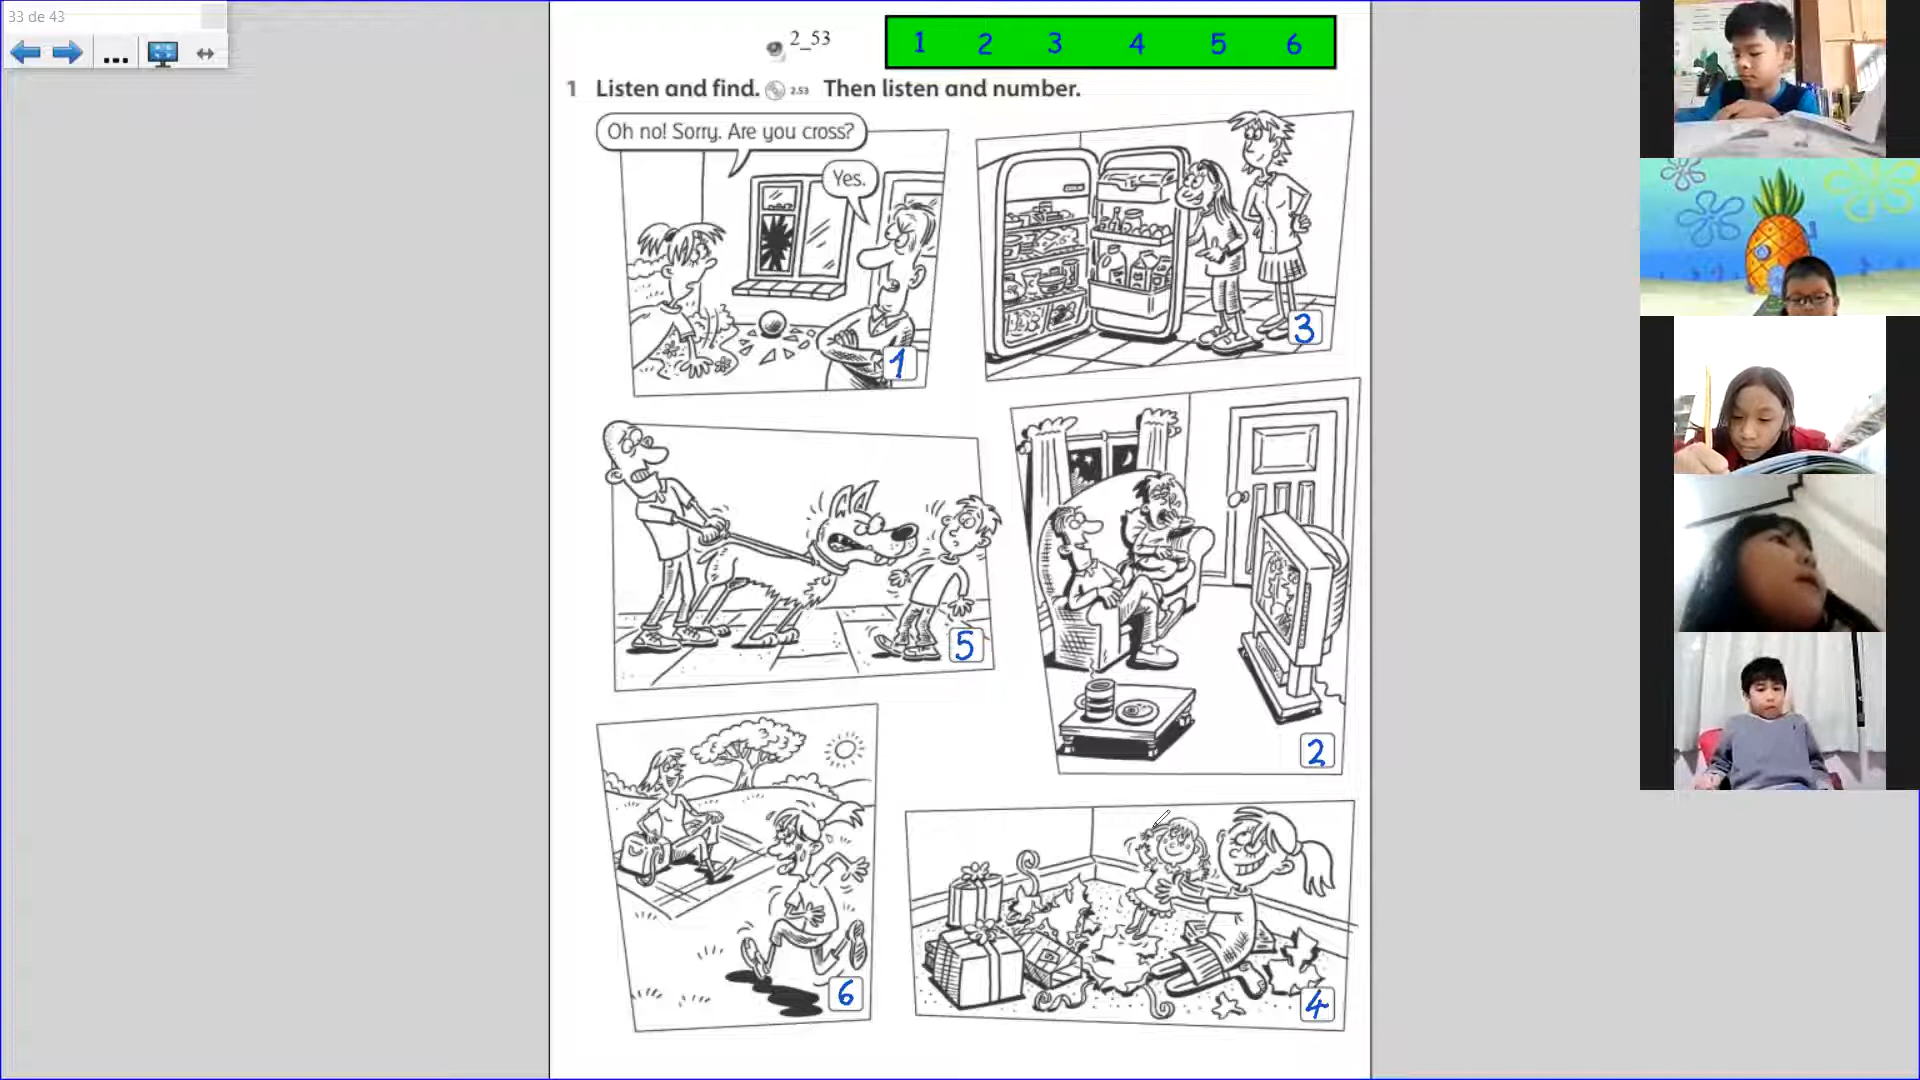 33 de 43
...
2_53
1 2 3 4 5 6
1 Listen and find. 2.53 Then listen and number.
Oh no! Sorry. Are you cross?
Yes.
1
3
5
2
6
4